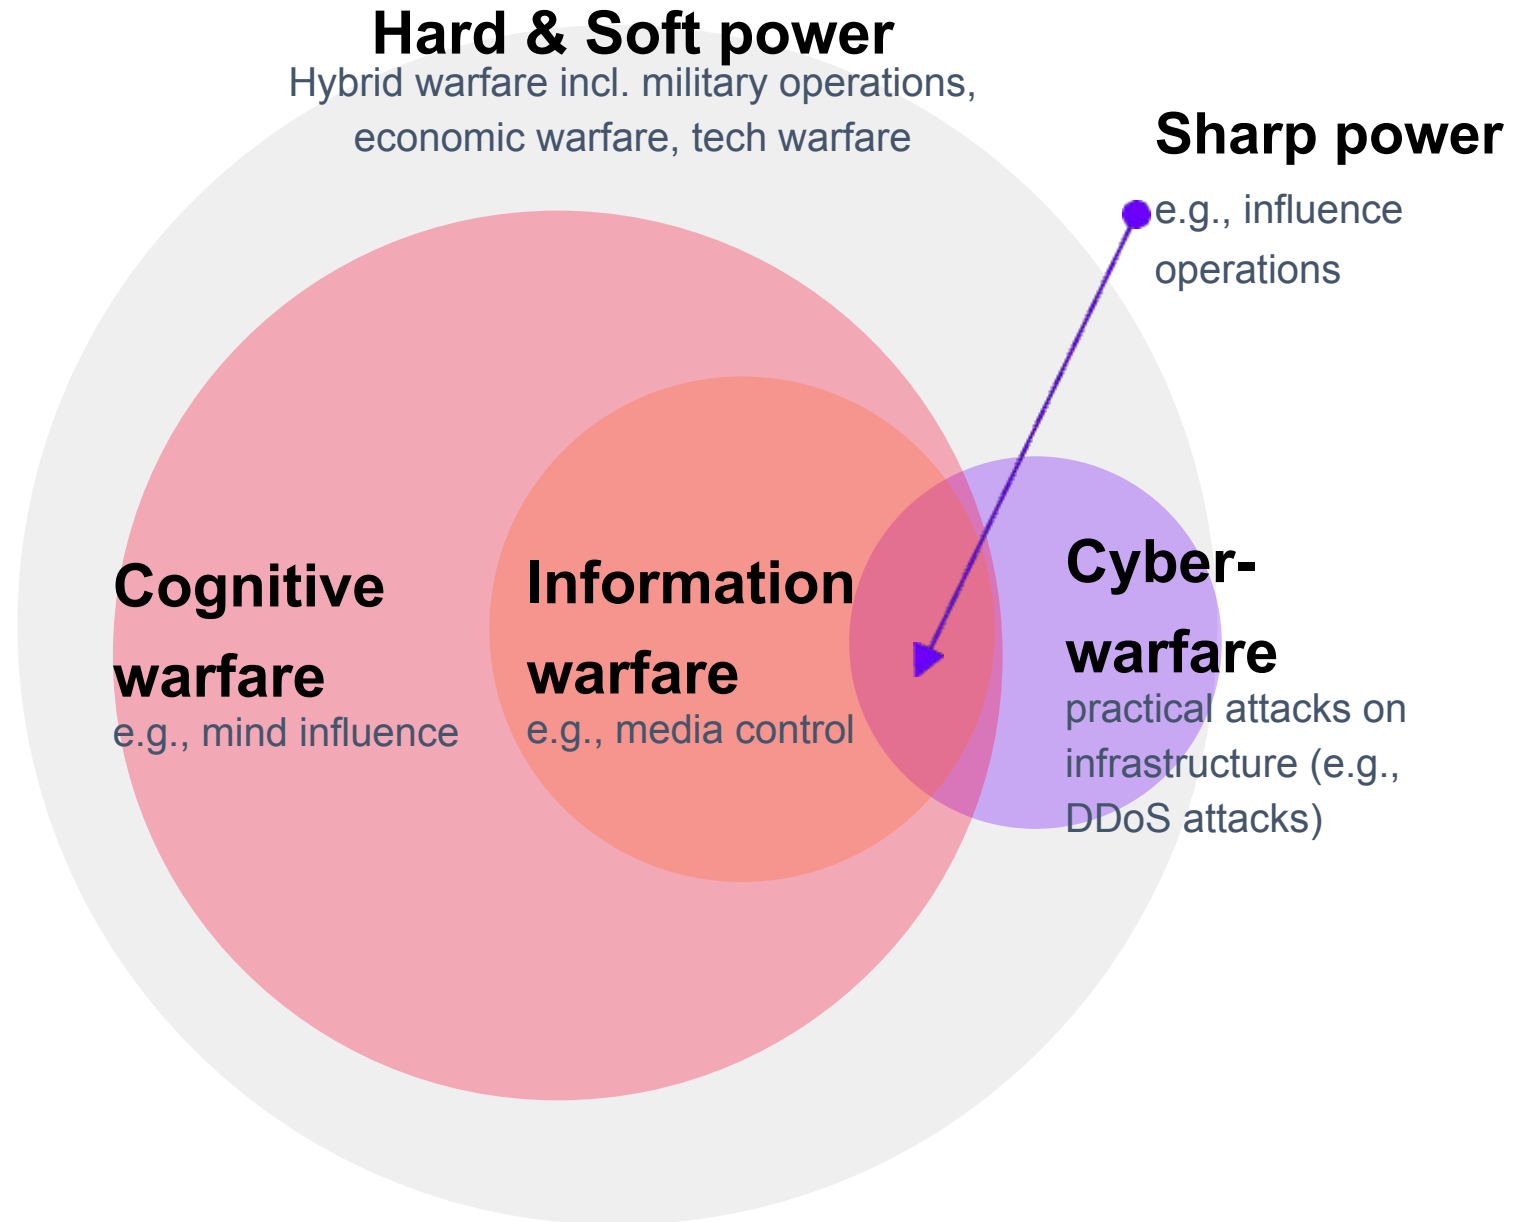 Hard & Soft power
Hybrid warfare incl. military operations,
economic warfare, tech warfare
Sharp power
e.g., influence
operations
Cognitive
warfare
e.g., mind influence
Information
warfare
e.g., media control
Cyber-
warfare
practical attacks on
infrastructure (e.g.,
DDoS attacks)